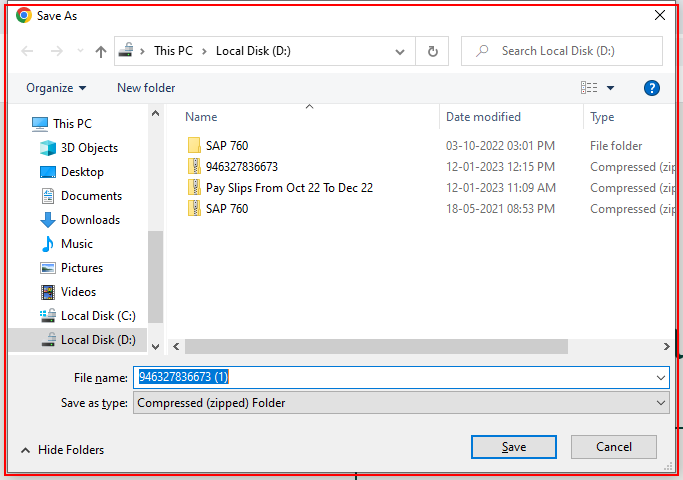 Save As
This PC > Local Disk (D:)
Search Local Disk (D:)
Organize
New folder
Name
Date modified
Type
This PC
3D Objects
Desktop
Documents
Downloads
Music
Pictures
Videos
Local Disk (C:)
Local Disk (D:)
SAP 760 03-10-2022 03:01 PM File folder
946327836673 12-01-2023 12:15 PM Compressed (zip
Pay Slips From Oct 22 To Dec 22 12-01-2023 11:09 AM Compressed (zip
SAP 760 18-05-2021 08:53 PM Compressed (zip
File name: 946327836673 (1)
Save as type: Compressed (zipped) Folder
Hide Folders
Save
Cancel